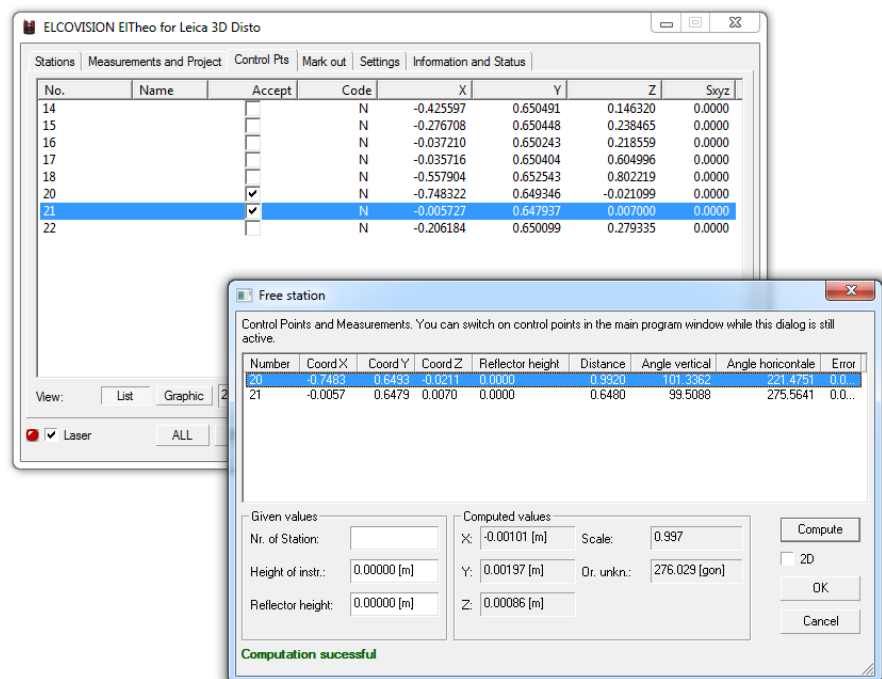 ELCOVISION ElTheo for Leica 3D Disto
Stations Measurements and Project Control Pts Mark out Settings Information and Status
No. Name Accept Code X Y Z Sxyz
14 N -0.425597 0.650491 0.146320 0.0000
15 N -0.276708 0.650448 0.238465 0.0000
16 N -0.037210 0.650243 0.218559 0.0000
17 N -0.035716 0.650404 0.604996 0.0000
18 N -0.557904 0.652543 0.802219 0.0000
20 N -0.748322 0.649346 -0.021099 0.0000
21 N -0.005727 0.647937 0.007000 0.0000
22 N -0.206184 0.650099 0.279335 0.0000
View: List Graphic 2
Laser ALL
Free station
Control Points and Measurements. You can switch on control points in the main program window while this dialog is still
active.
Number Coord X Coord Y Coord Z Reflector height Distance Angle vertical Angle horicontale Error
20 -0.7483 0.6493 -0.0211 0.0000 0.9920 101.3362 221.4751 0.0...
21 -0.0057 0.6479 0.0070 0.0000 0.6480 99.5088 275.5641 0.0...
Given values Computed values
Nr. of Station: X: -0.00101 [m] Scale: 0.997 Compute
2D
Height of instr.: 0.00000 [m] Y: 0.00197 [m] Or. unkn.: 276.029 [gon]
OK
Reflector height: 0.00000 [m] Z: 0.00086 [m]
Cancel
Computation sucessful